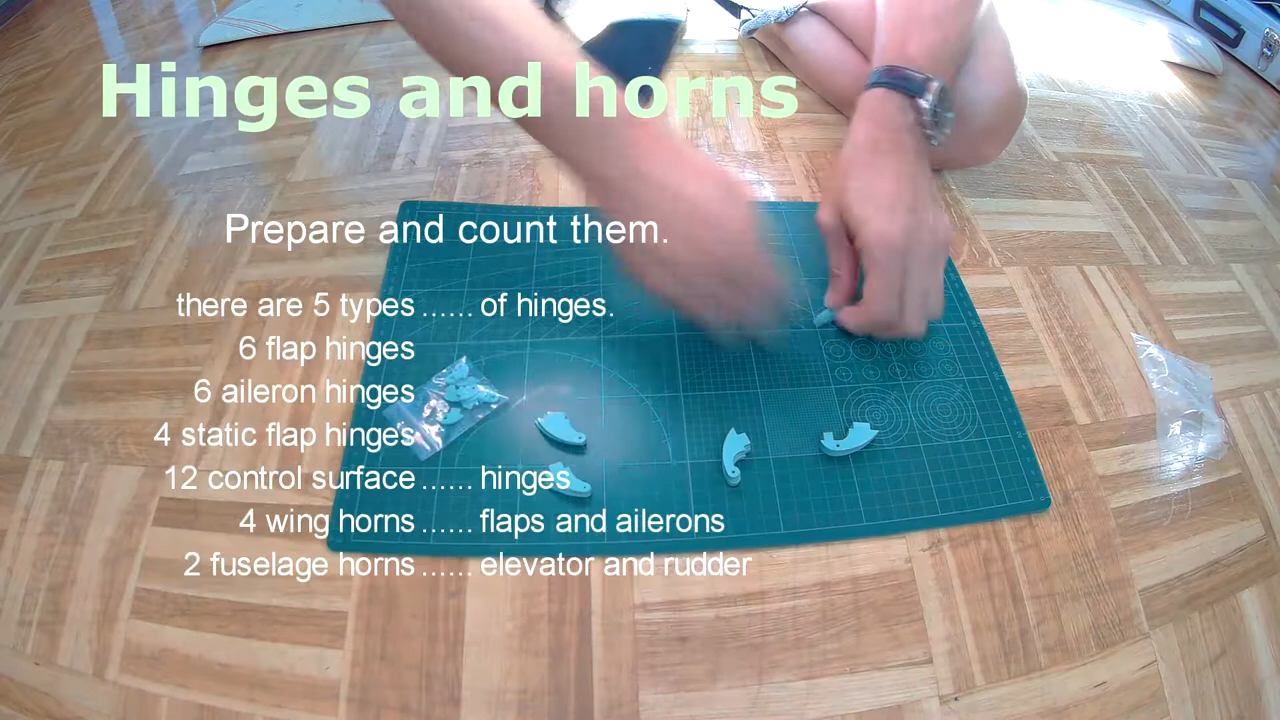 Hinges and horns
Prepare and count them.
there are 5 types ...... of hinges.
6 flap hinges
6 aileron hinges
4 static flap hinges
12 control surface ...... hinges
4 wing horns ...... flaps and ailerons
2 fuselage horns ...... elevator and rudder